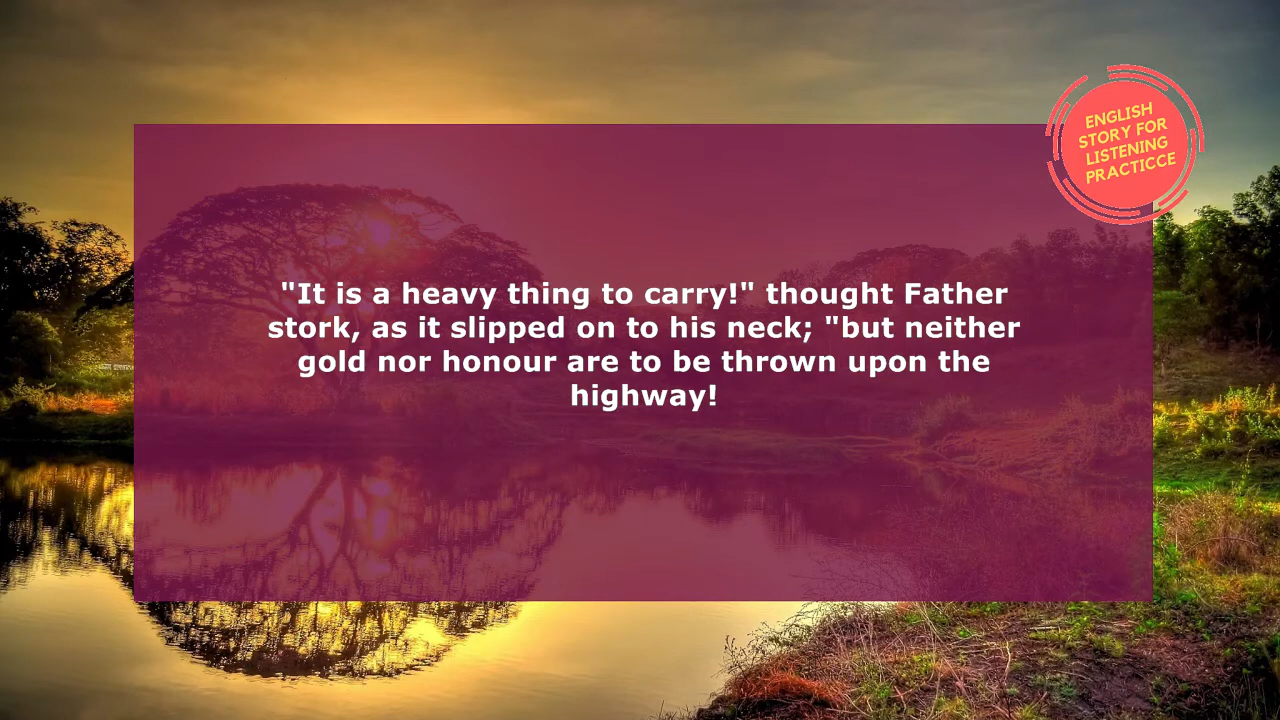 ENGLISH
STORY FOR
LISTENING
PRACTICCE
"It is a heavy thing to carry!" thought Father
stork, as it slipped on to his neck; "but neither
gold nor honour are to be thrown upon the
highway!